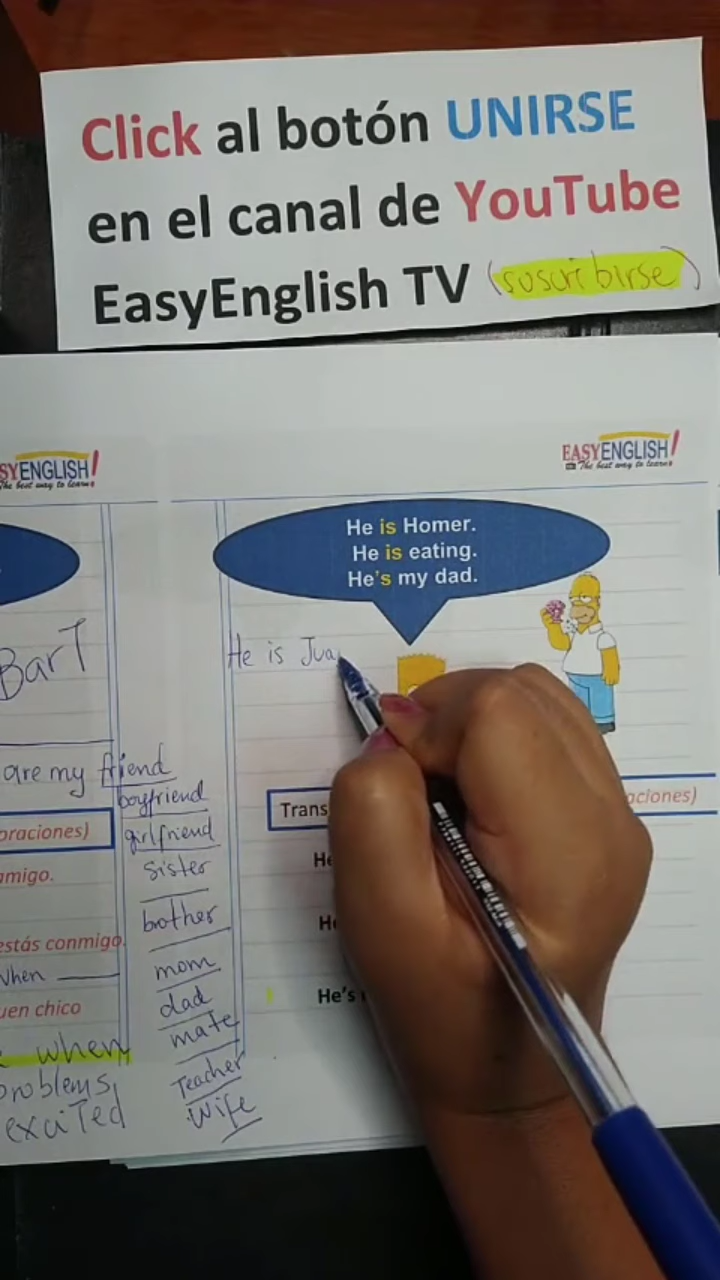 Click al botón UNIRSE
en el canal de YouTube
EasyEnglish TV (suscribirse)
SYENGLISH!
The best way to learn
EASYENGLISH!
The best way to learn
He is Homer.
He is eating.
He's my dad.
BarT
He is Jua
are my friend
boyfriend
girlfriend
sister
brother
mom
dad
mate
Teacher
Wife
oraciones)
amigo.
estás conmigo.
When
uen chico
when
problems,
excited
Trans
ciones)
He
He
He's